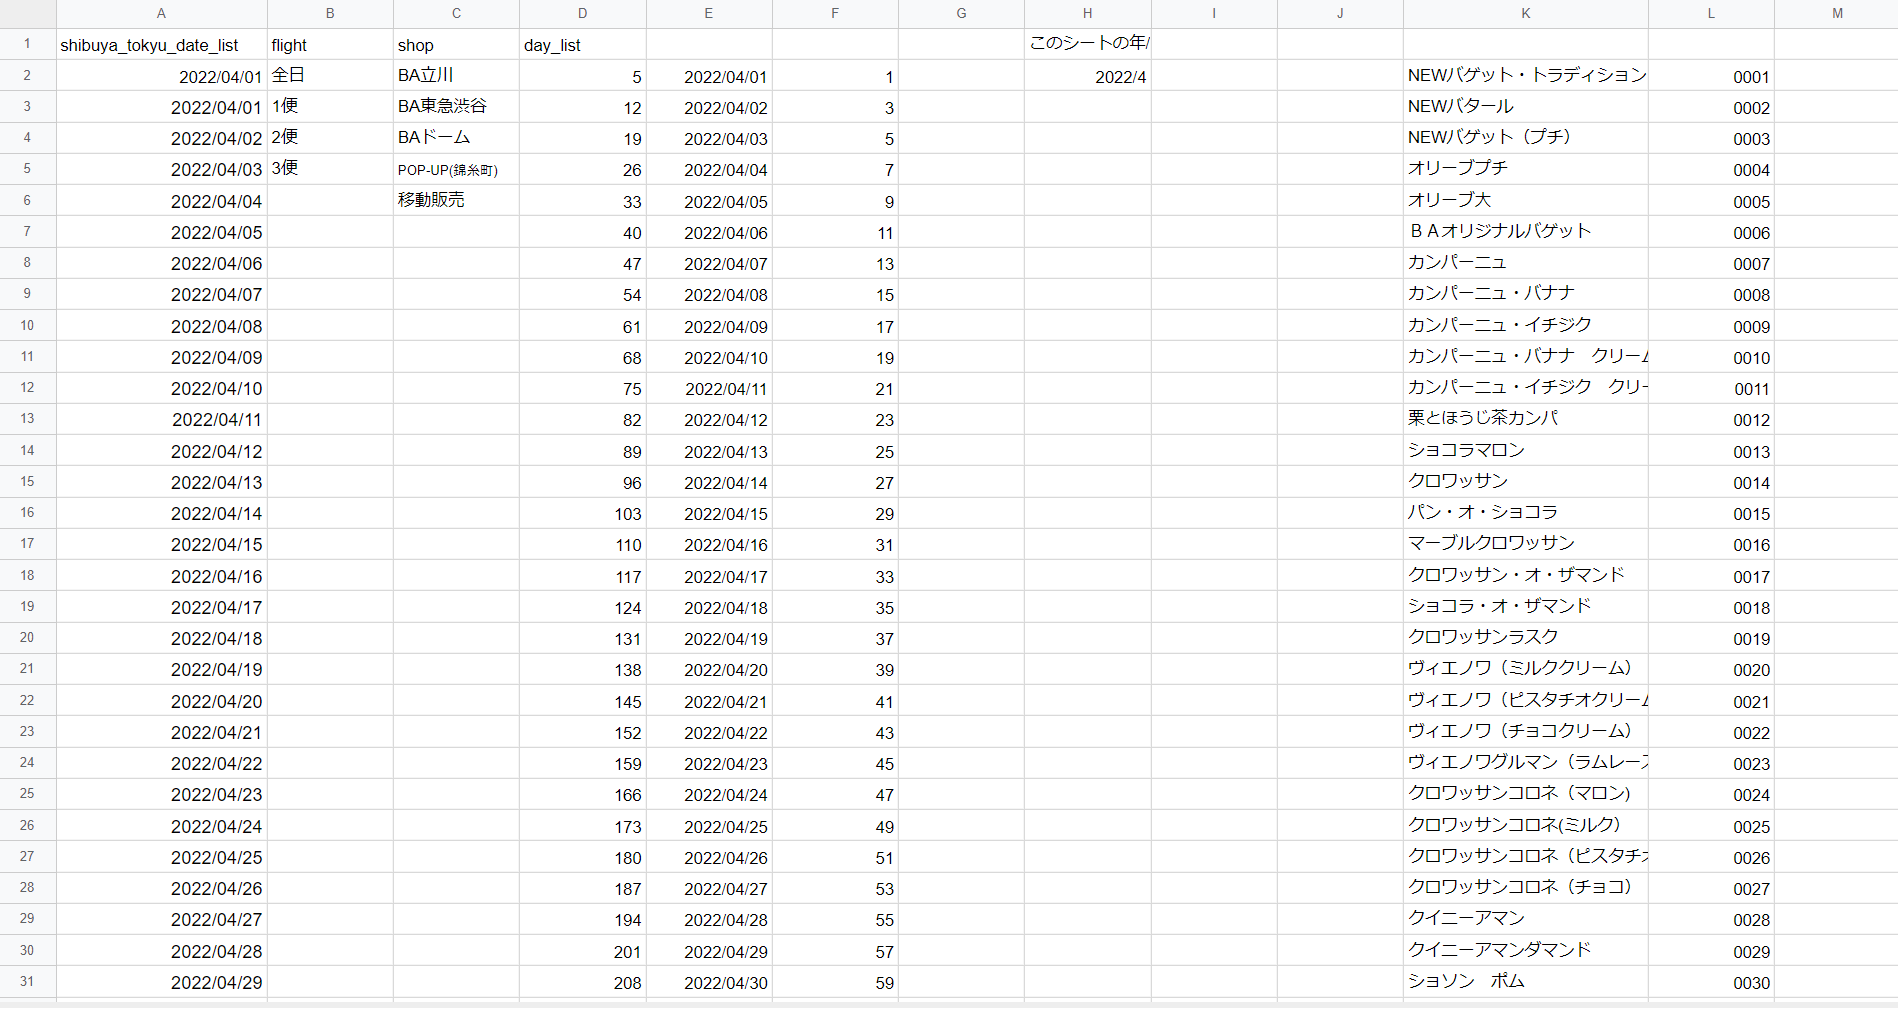 A B C D E F G H I J K L M
1 shibuya_tokyu_date_list flight shop day_list このシートの年/
2 2022/04/01 全日 BA立川 5 2022/04/01 1 2022/4 NEWバゲット・トラディション 0001
3 2022/04/01 1便 BA東急渋谷 12 2022/04/02 3 NEWバタール 0002
4 2022/04/02 2便 BAドーム 19 2022/04/03 5 NEWバゲット（プチ） 0003
5 2022/04/03 3便 POP-UP(錦糸町) 26 2022/04/04 7 オリーブプチ 0004
6 2022/04/04 移動販売 33 2022/04/05 9 オリーブ大 0005
7 2022/04/05 40 2022/04/06 11 ＢＡオリジナルバゲット 0006
8 2022/04/06 47 2022/04/07 13 カンパーニュ 0007
9 2022/04/07 54 2022/04/08 15 カンパーニュ・バナナ 0008
10 2022/04/08 61 2022/04/09 17 カンパーニュ・イチジク 0009
11 2022/04/09 68 2022/04/10 19 カンパーニュ・バナナ　クリーム 0010
12 2022/04/10 75 2022/04/11 21 カンパーニュ・イチジク　クリー 0011
13 2022/04/11 82 2022/04/12 23 栗とほうじ茶カンパ 0012
14 2022/04/12 89 2022/04/13 25 ショコラマロン 0013
15 2022/04/13 96 2022/04/14 27 クロワッサン 0014
16 2022/04/14 103 2022/04/15 29 パン・オ・ショコラ 0015
17 2022/04/15 110 2022/04/16 31 マーブルクロワッサン 0016
18 2022/04/16 117 2022/04/17 33 クロワッサン・オ・ザマンド 0017
19 2022/04/17 124 2022/04/18 35 ショコラ・オ・ザマンド 0018
20 2022/04/18 131 2022/04/19 37 クロワッサンラスク 0019
21 2022/04/19 138 2022/04/20 39 ヴィエノワ（ミルククリーム） 0020
22 2022/04/20 145 2022/04/21 41 ヴィエノワ（ピスタチオクリーム 0021
23 2022/04/21 152 2022/04/22 43 ヴィエノワ（チョコクリーム） 0022
24 2022/04/22 159 2022/04/23 45 ヴィエノワグルマン（ラムレーズ 0023
25 2022/04/23 166 2022/04/24 47 クロワッサンコロネ（マロン) 0024
26 2022/04/24 173 2022/04/25 49 クロワッサンコロネ(ミルク） 0025
27 2022/04/25 180 2022/04/26 51 クロワッサンコロネ（ピスタチオ 0026
28 2022/04/26 187 2022/04/27 53 クロワッサンコロネ（チョコ） 0027
29 2022/04/27 194 2022/04/28 55 クイニーアマン 0028
30 2022/04/28 201 2022/04/29 57 クイニーアマンダマンド 0029
31 2022/04/29 208 2022/04/30 59 ショソン　ポム 0030